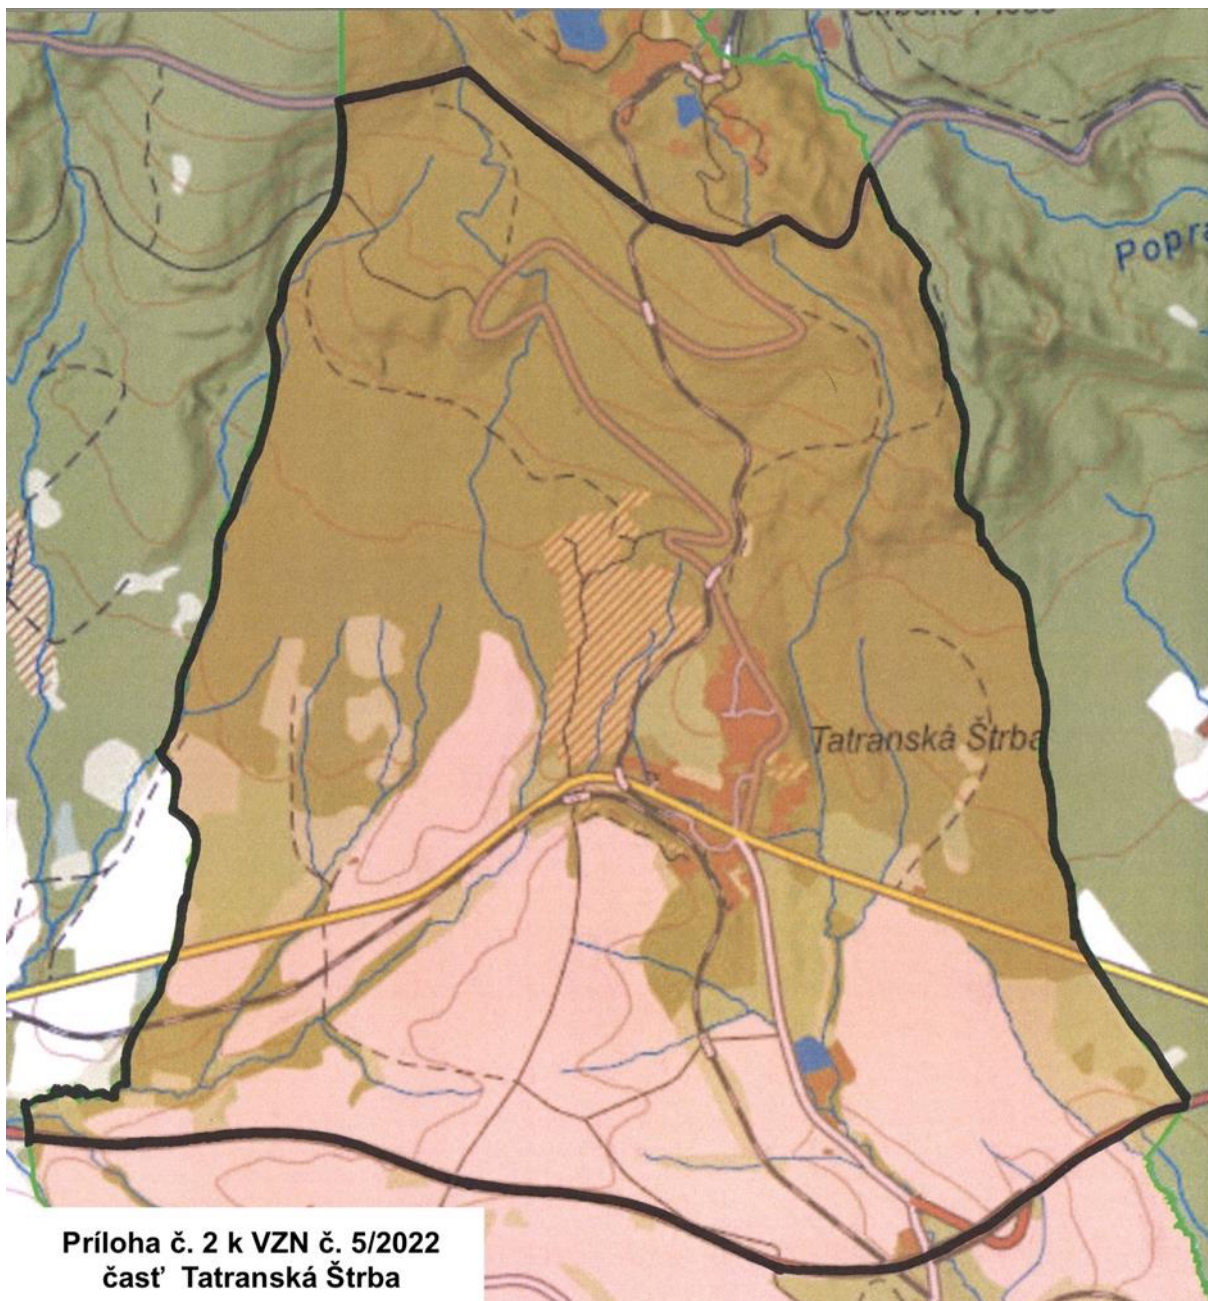 Popra
Tatranská Štrba
Príloha č. 2 k VZN č. 5/2022
časť Tatranská Štrba